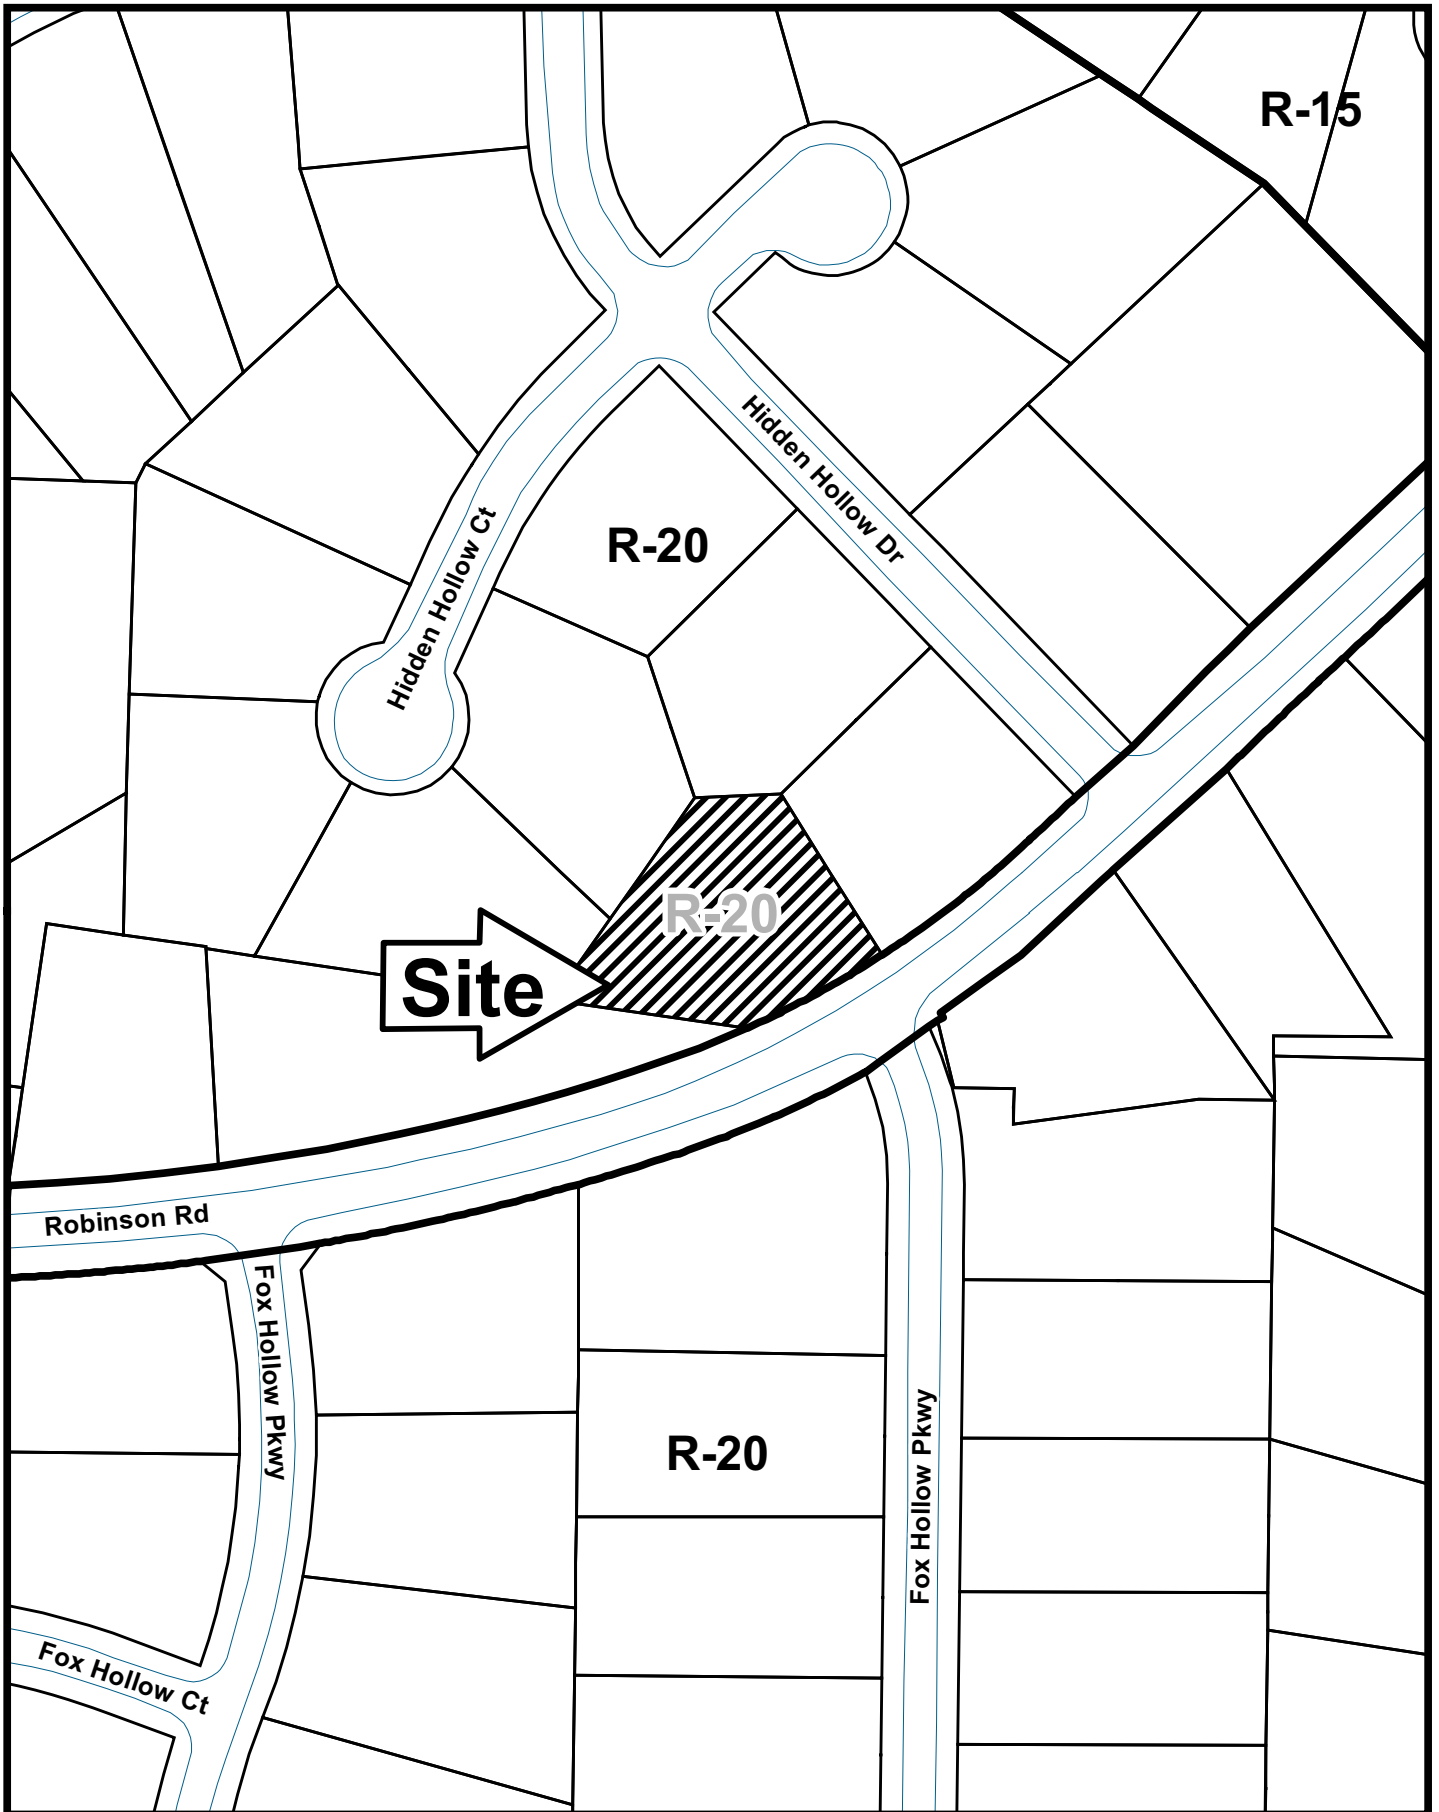 R-15
Hidden Hollow Dr
R-20
Hidden Hollow Ct
R-20
Site
Robinson Rd
Fox Hollow Pkwy
R-20
Fox Hollow Pkwy
Fox Hollow Ct